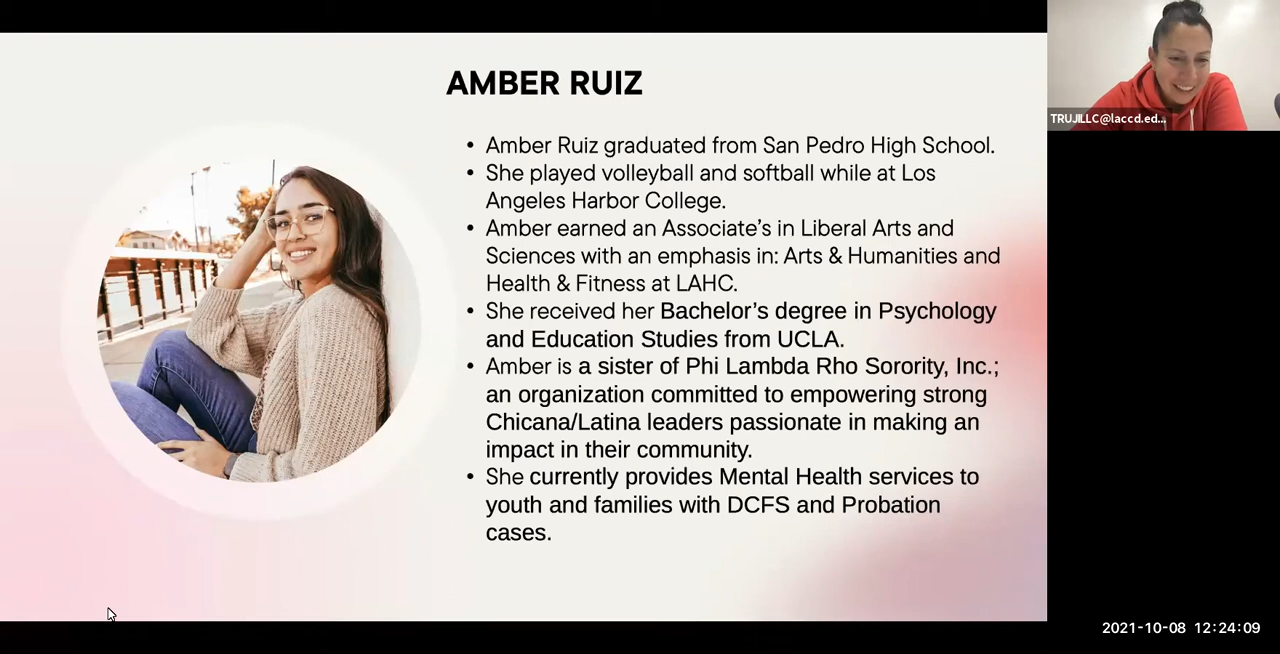 AMBER RUIZ
• Amber Ruiz graduated from San Pedro High School.
• She played volleyball and softball while at Los
Angeles Harbor College.
• Amber earned an Associate’s in Liberal Arts and
Sciences with an emphasis in: Arts & Humanities and
Health & Fitness at LAHC.
• She received her Bachelor’s degree in Psychology
and Education Studies from UCLA.
• Amber is a sister of Phi Lambda Rho Sorority, Inc.;
an organization committed to empowering strong
Chicana/Latina leaders passionate in making an
impact in their community.
• She currently provides Mental Health services to
youth and families with DCFS and Probation
cases.
TRUJILLC@laccd.ed...
2021-10-08 12:24:09